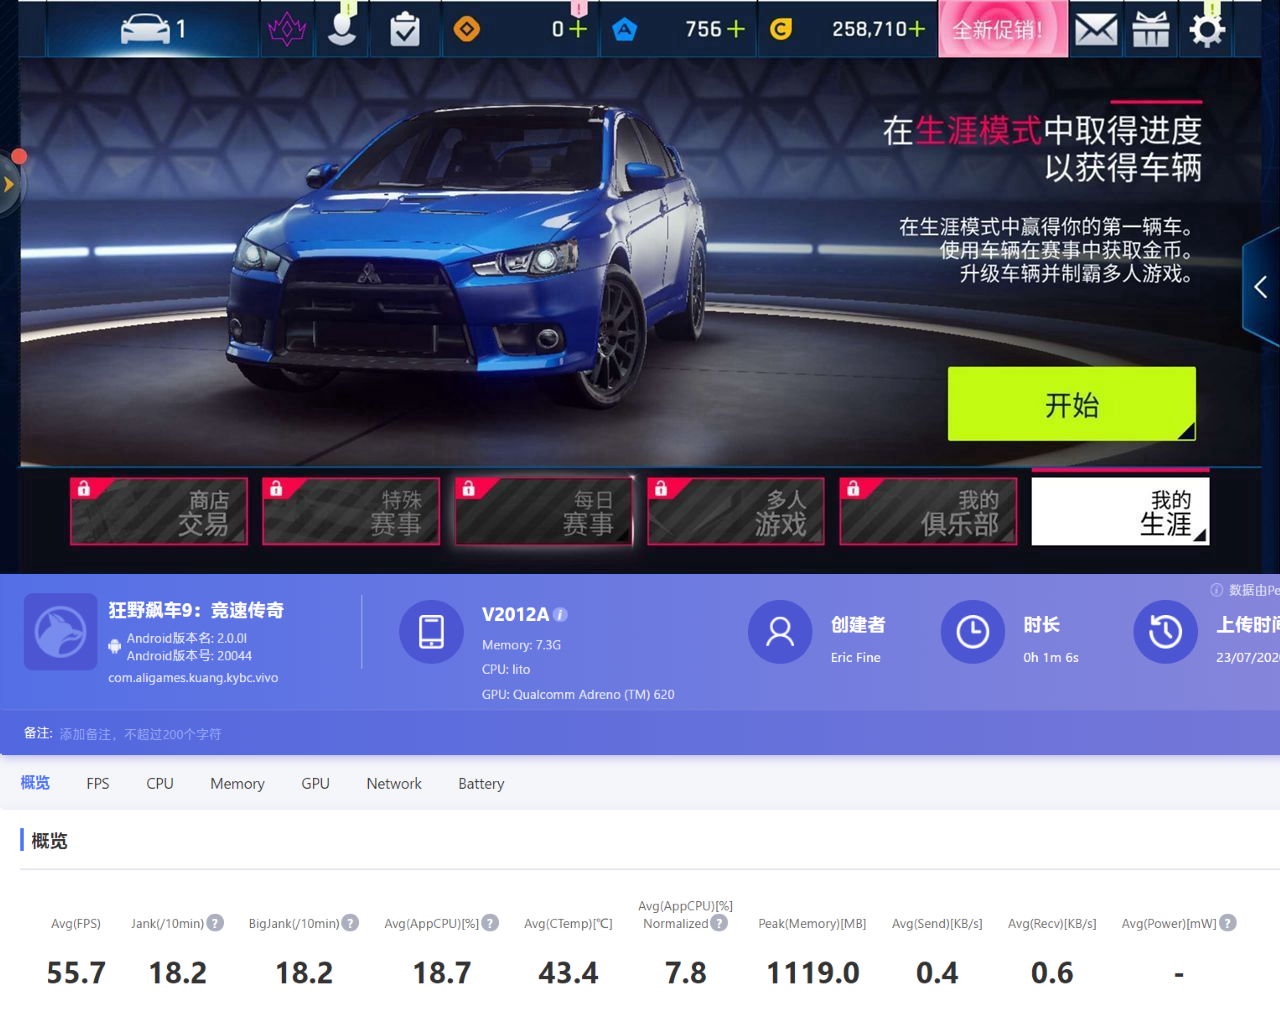 1
0
756
258,710
全新促销!
在生涯模式中取得进度
以获得车辆
在生涯模式中赢得你的第一辆车。
使用车辆在赛事中获取金币。
升级车辆并制霸多人游戏。
开始
商店
交易
特殊
赛事
每日
赛事
多人
游戏
我的
俱乐部
我的
生涯
数据由Pe
狂野飙车9：竞速传奇
Android版本名: 2.0.0l
Android版本号: 20044
com.aligames.kuang.kybc.vivo
V2012A
Memory: 7.3G
CPU: lito
GPU: Qualcomm Adreno (TM) 620
创建者
Eric Fine
时长
0h 1m 6s
上传时间
23/07/202
备注: 添加备注，不超过200个字符
概览 FPS CPU Memory GPU Network Battery
概览
Avg(FPS)
55.7
Jank(/10min)
18.2
BigJank(/10min)
18.2
Avg(AppCPU)[%]
18.7
Avg(CTemp)[℃]
43.4
Avg(AppCPU)[%]
Normalized
7.8
Peak(Memory)[MB]
1119.0
Avg(Send)[KB/s]
0.4
Avg(Recv)[KB/s]
0.6
Avg(Power)[mW]
-